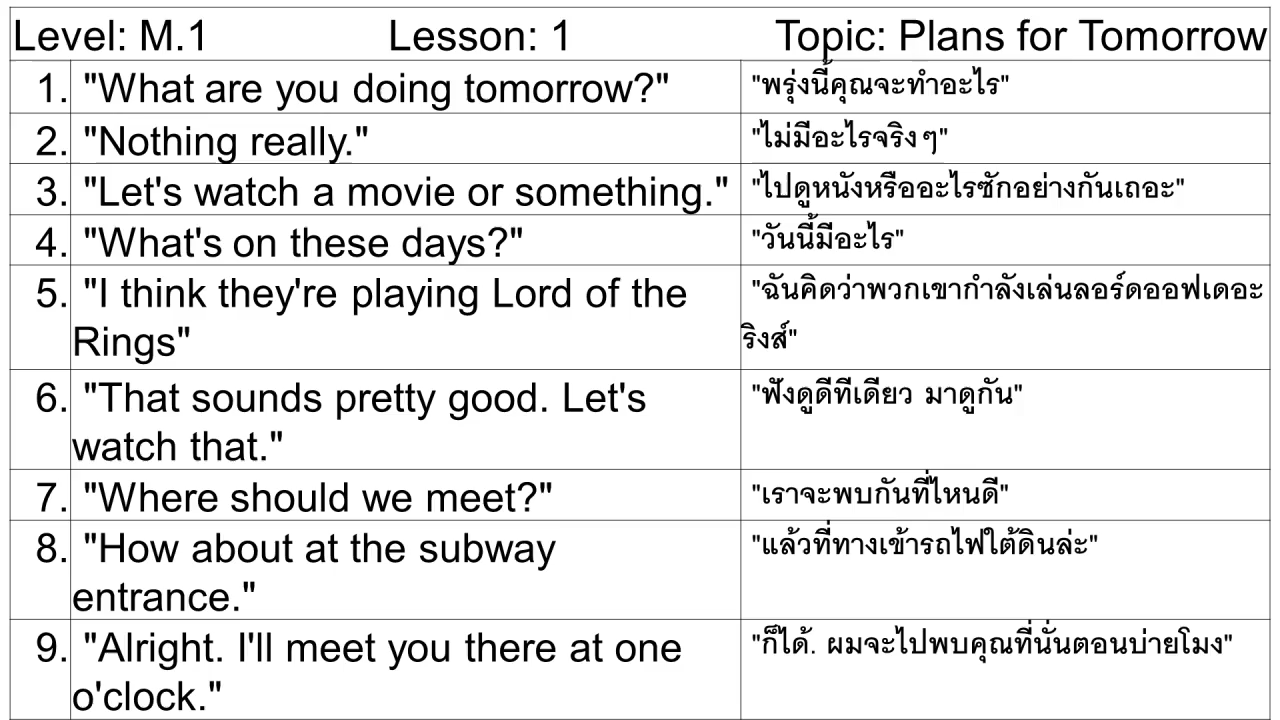 Level: M.1 Lesson: 1 Topic: Plans for Tomorrow
1. "What are you doing tomorrow?" "พรุ่งนี้คุณจะทำอะไร"
2. "Nothing really." "ไม่มีอะไรจริงๆ"
3. "Let's watch a movie or something." "ไปดูหนังหรืออะไรซักอย่างกันเถอะ"
4. "What's on these days?" "วันนี้มีอะไร"
5. "I think they're playing Lord of the "ฉันคิดว่าพวกเขากำลังเล่นลอร์ดออฟเดอะ
Rings" ริงส์"
6. "That sounds pretty good. Let's "ฟังดูดีทีเดียว มาดูกัน"
watch that."
7. "Where should we meet?" "เราจะพบกันที่ไหนดี"
8. "How about at the subway "แล้วที่ทางเข้ารถไฟใต้ดินล่ะ"
entrance."
9. "Alright. I'll meet you there at one "ก็ได้. ผมจะไปพบคุณที่นั่นตอนบ่ายโมง"
o'clock."